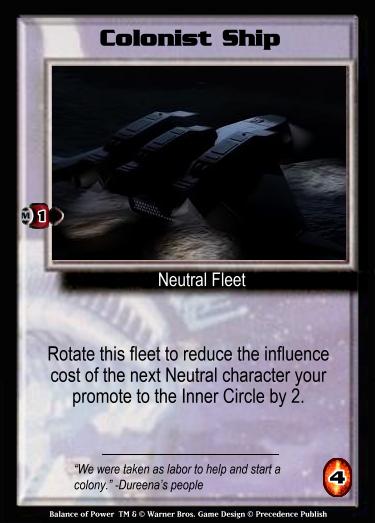 Colonist Ship
M 1
Neutral Fleet
Rotate this fleet to reduce the influence
cost of the next Neutral character your
promote to the Inner Circle by 2.
“We were taken as labor to help and start a
colony.” -Dureena's people
4
Balance of Power TM & © Warner Bros. Game Design © Precedence Publish